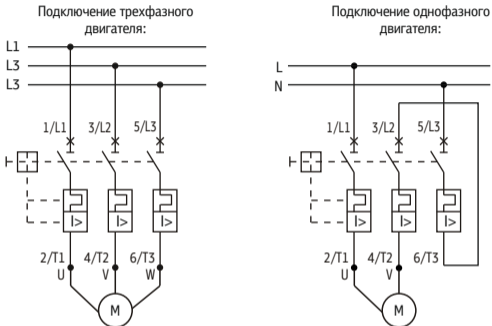 Подключение трехфазного
двигателя:
L1
L3
L3
1/L1 3/L2 5/L3
I> I> I>
2/T1 4/T2 6/T3
U V W
M
Подключение однофазного
двигателя:
L
N
1/L1 3/L2 5/L3
I> I> I>
2/T1 4/T2 6/T3
U V
M